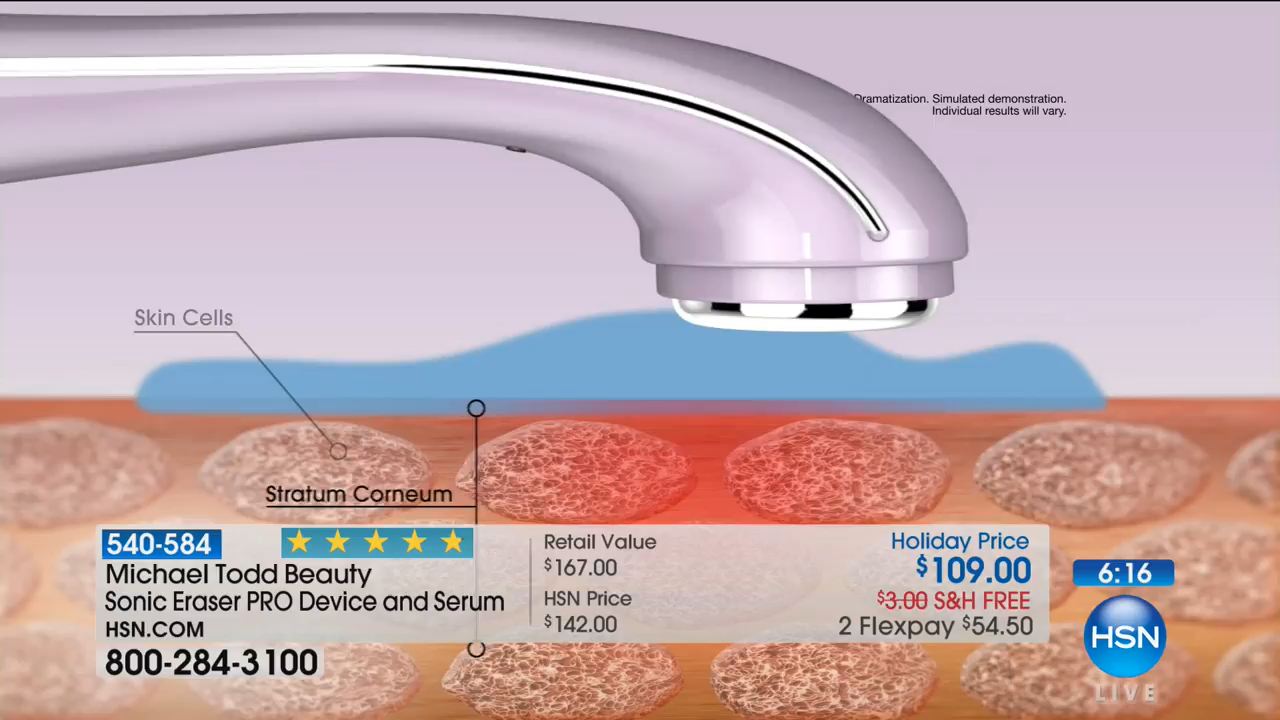 Dramatization. Simulated demonstration.
Individual results will vary.
Skin Cells
Stratum Corneum
540-584
Michael Todd Beauty
Sonic Eraser PRO Device and Serum
HSN.COM
800-284-3100
Retail Value
$167.00
HSN Price
$142.00
Holiday Price
$109.00
$3.00 S&H FREE
2 Flexpay $54.50
6:16
HSN
LIVE